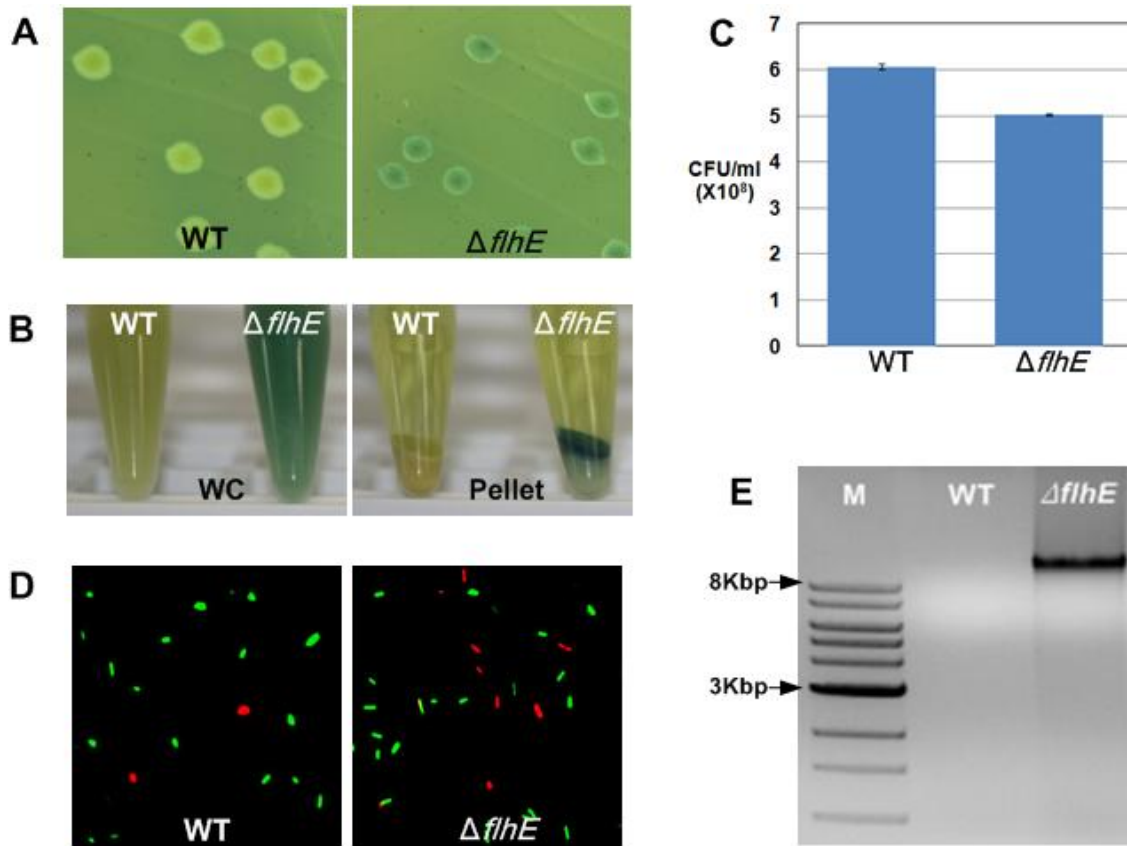 A
WT
ΔflhE
B
WT
ΔflhE
WC
WT
ΔflhE
Pellet
C
7
6
5
4
3
2
1
0
CFU/ml
(X10⁸)
WT
ΔflhE
D
WT
ΔflhE
E
M
WT
ΔflhE
8Kbp
3Kbp